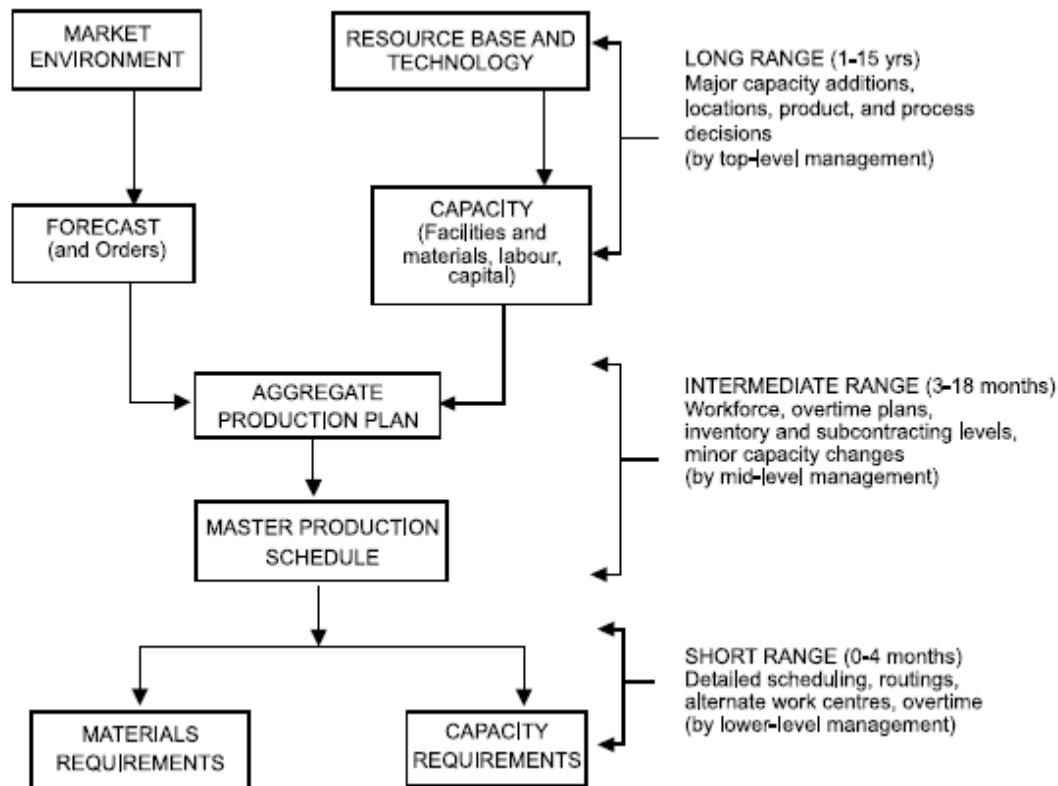 MARKET
ENVIRONMENT
RESOURCE BASE AND
TECHNOLOGY
LONG RANGE (1-15 yrs)
Major capacity additions,
locations, product, and process
decisions
(by top-level management)
FORECAST
(and Orders)
CAPACITY
(Facilities and
materials, labour,
capital)
AGGREGATE
PRODUCTION PLAN
INTERMEDIATE RANGE (3-18 months)
Workforce, overtime plans,
inventory and subcontracting levels,
minor capacity changes
(by mid-level management)
MASTER PRODUCTION
SCHEDULE
SHORT RANGE (0-4 months)
Detailed scheduling, routings,
alternate work centres, overtime
(by lower-level management)
MATERIALS
REQUIREMENTS
CAPACITY
REQUIREMENTS